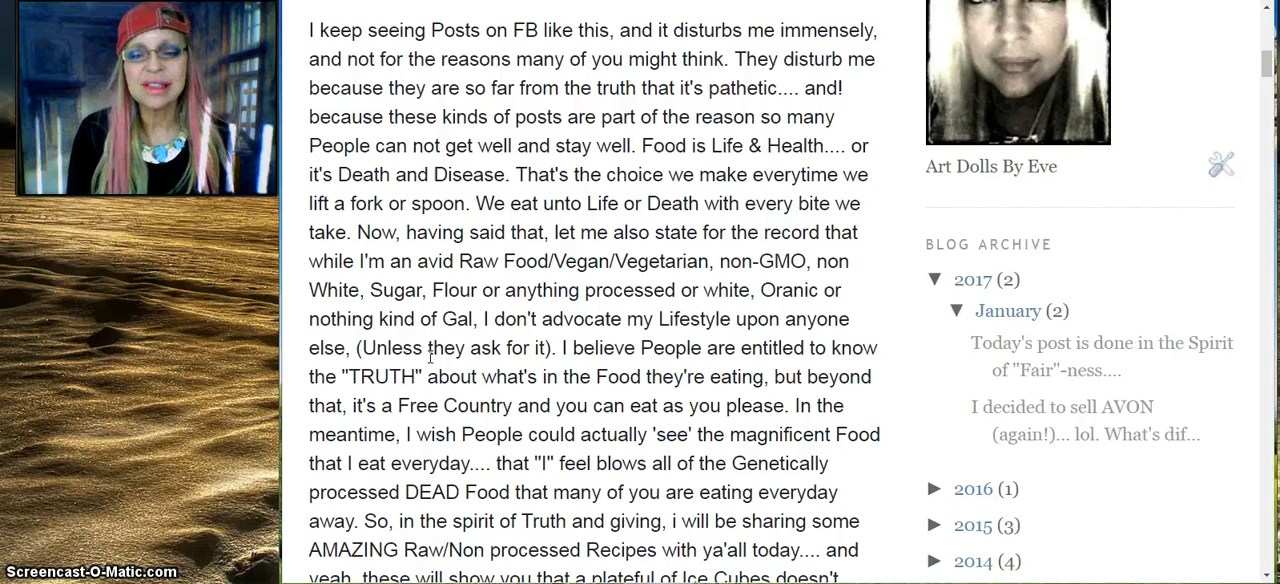 I keep seeing Posts on FB like this, and it disturbs me immensely,
and not for the reasons many of you might think. They disturb me
because they are so far from the truth that it's pathetic.... and!
because these kinds of posts are part of the reason so many
People can not get well and stay well. Food is Life & Health.... or
it's Death and Disease. That's the choice we make everytime we
lift a fork or spoon. We eat unto Life or Death with every bite we
take. Now, having said that, let me also state for the record that
while I'm an avid Raw Food/Vegan/Vegetarian, non-GMO, non
White, Sugar, Flour or anything processed or white, Oranic or
nothing kind of Gal, I don't advocate my Lifestyle upon anyone
else, (Unless they ask for it). I believe People are entitled to know
the "TRUTH" about what's in the Food they're eating, but beyond
that, it's a Free Country and you can eat as you please. In the
meantime, I wish People could actually 'see' the magnificent Food
that I eat everyday.... that "I" feel blows all of the Genetically
processed DEAD Food that many of you are eating everyday
away. So, in the spirit of Truth and giving, i will be sharing some
AMAZING Raw/Non processed Recipes with ya'all today.... and
yeah, these will show you that a plateful of Ice Cubes doesn't
Art Dolls By Eve
BLOG ARCHIVE
▼ 2017 (2)
▼ January (2)
Today's post is done in the Spirit
of "Fair"-ness....
I decided to sell AVON
(again!)... lol. What's dif...
► 2016 (1)
► 2015 (3)
► 2014 (4)
Screencast-O-Matic.com